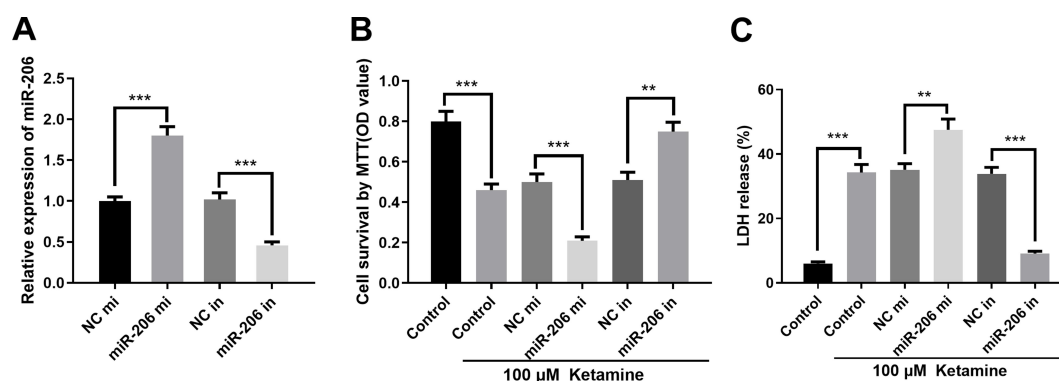 A
Relative expression of miR-206
2.5
2.0
1.5
1.0
0.5
0.0
***
***
NC mi
miR-206 mi
NC in
miR-206 in
B
Cell survival by MTT(OD value)
1.0
0.8
0.6
0.4
0.2
0.0
***
***
**
Control
Control
NC mi
miR-206 mi
NC in
miR-206 in
100 μM Ketamine
C
LDH release (%)
60
40
20
0
***
**
***
Control
Control
NC mi
miR-206 mi
NC in
miR-206 in
100 μM Ketamine